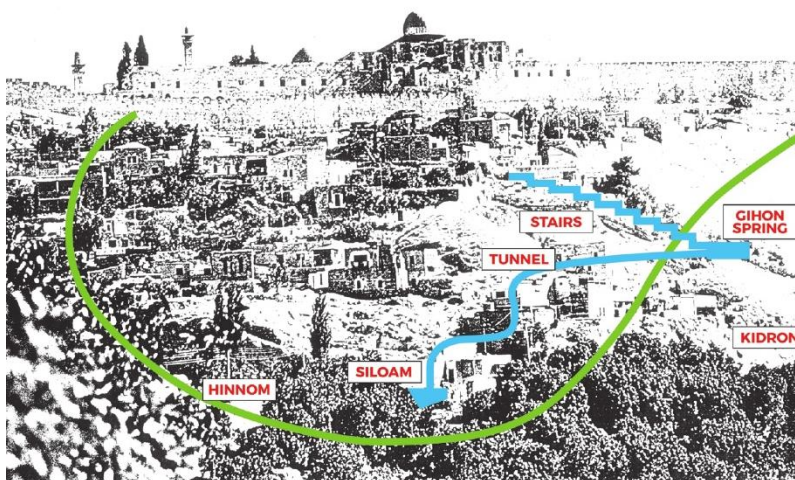 STAIRS
GIHON
SPRING
TUNNEL
KIDRON
SILOAM
HINNOM